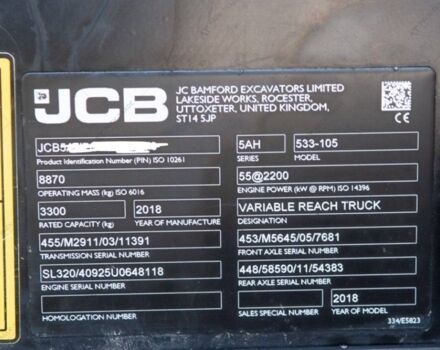 JCB
JC BAMFORD EXCAVATORS LIMITED
LAKESIDE WORKS, ROCESTER,
UTTOXETER, UNITED KINGDOM,
ST14 5JP
5AH 533-105
Product Identification Number (PIN) ISO 10261 SERIES MODEL
8870 55@2200
OPERATING MASS (kg) ISO 6016 ENGINE POWER (kW @ RPM) ISO 14396
3300 2018 VARIABLE REACH TRUCK
RATED CAPACITY (kg) YEAR OF MANUFACTURE DESIGNATION
455/M2911/03/11391 453/M5645/05/7681
TRANSMISSION SERIAL NUMBER FRONT AXLE SERIAL NUMBER
SL320/40925U0648118 448/58590/11/54383
ENGINE SERIAL NUMBER REAR AXLE SERIAL NUMBER
2018
HOMOLOGATION NUMBER SALES SPECIAL NUMBER YEAR OF MODEL
334/E5823